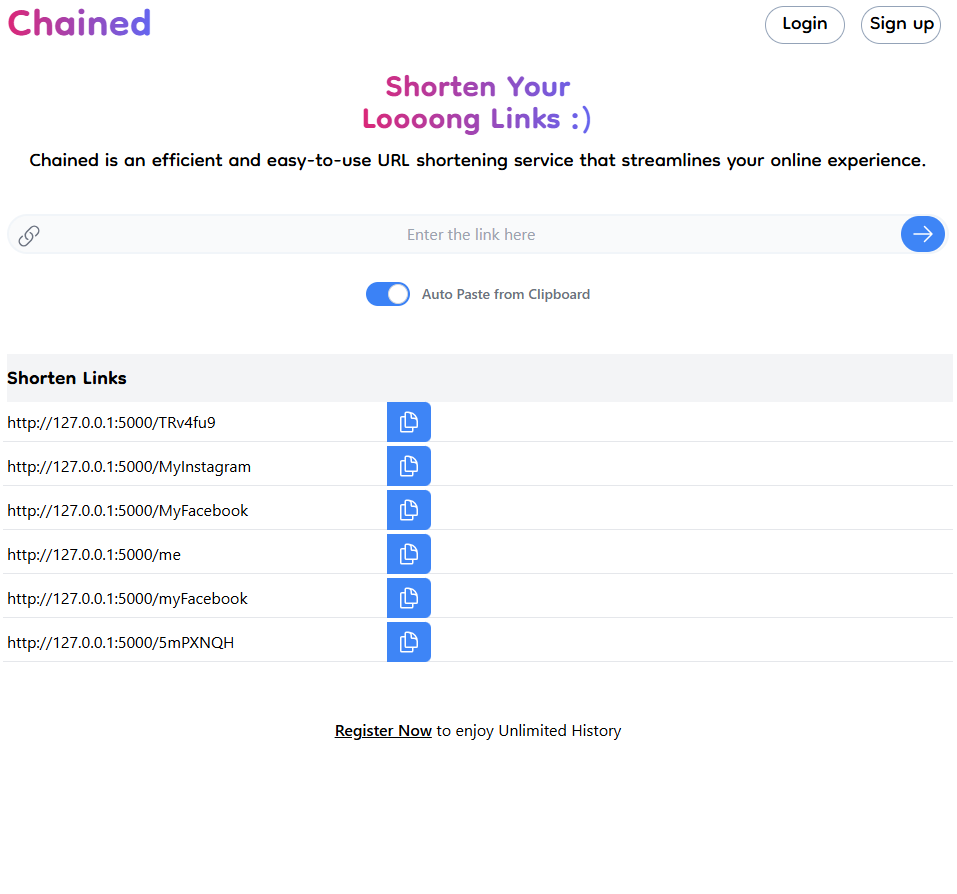 Chained
Login
Sign up
Shorten Your
Loooong Links :)
Chained is an efficient and easy-to-use URL shortening service that streamlines your online experience.
Enter the link here
Auto Paste from Clipboard
Shorten Links
http://127.0.0.1:5000/TRv4fu9
http://127.0.0.1:5000/MyInstagram
http://127.0.0.1:5000/MyFacebook
http://127.0.0.1:5000/me
http://127.0.0.1:5000/myFacebook
http://127.0.0.1:5000/5mPXNQH
Register Now to enjoy Unlimited History